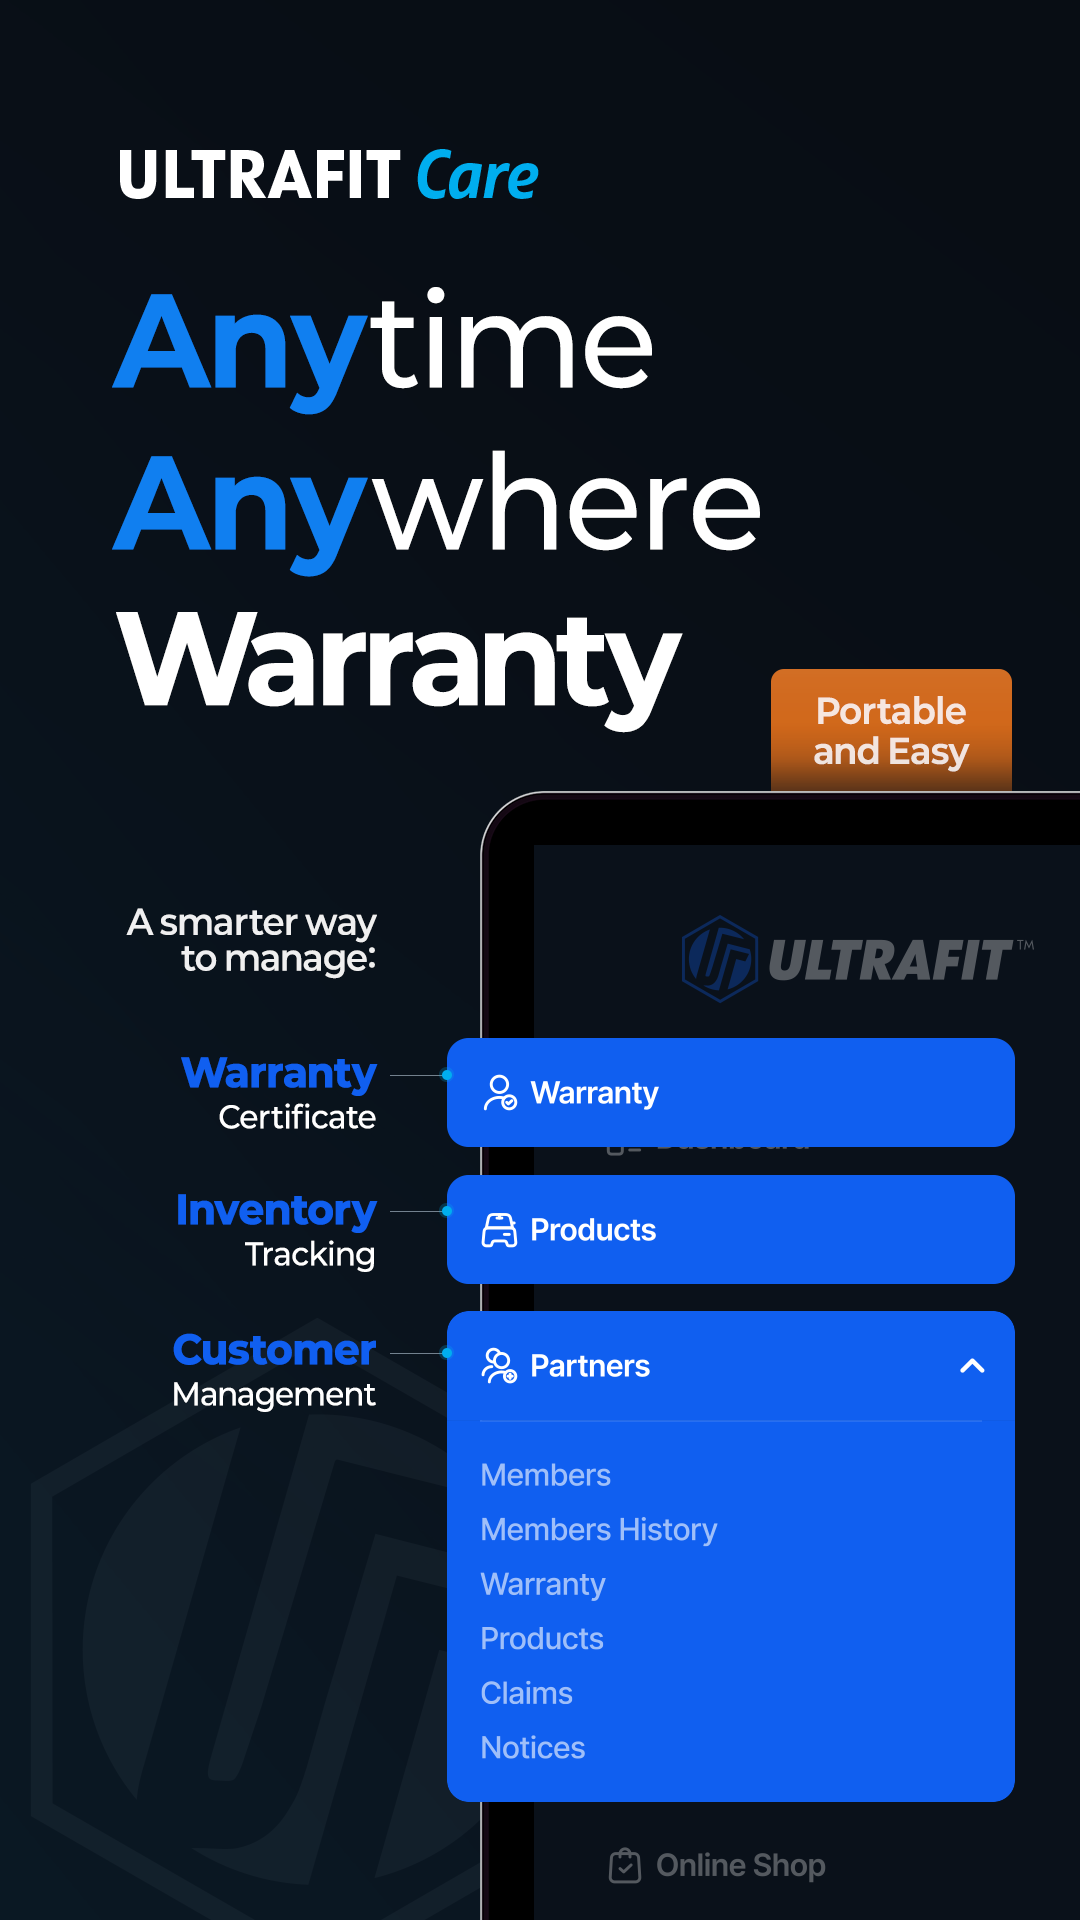 ULTRAFIT Care
Anytime
Anywhere
Warranty
Portable
and Easy
A smarter way
to manage:
ULTRAFIT™
Warranty
Certificate
Warranty
Dashboard
Inventory
Tracking
Products
Customer
Management
Partners
Members
Members History
Warranty
Products
Claims
Notices
Online Shop